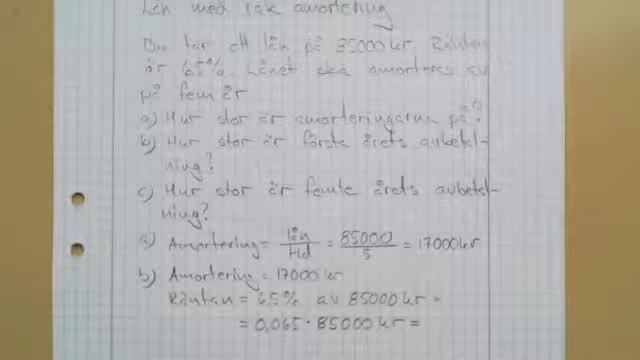 Lån med rak amortering
Du tar ett lån på 85000 kr. Räntan
är 6,5%. Lånet ska amorteras av
på fem år
a) Hur stor är amorteringarna på?
b) Hur stor är första årets avbetal-
ning?
c) Hur stor är femte årets avbetal-
ning?
a) Amortering = lån/tid = 85000/5 = 17000 kr
b) Amortering = 17000 kr
Räntan = 6,5% av 85000 kr =
= 0,065 · 85000 kr =